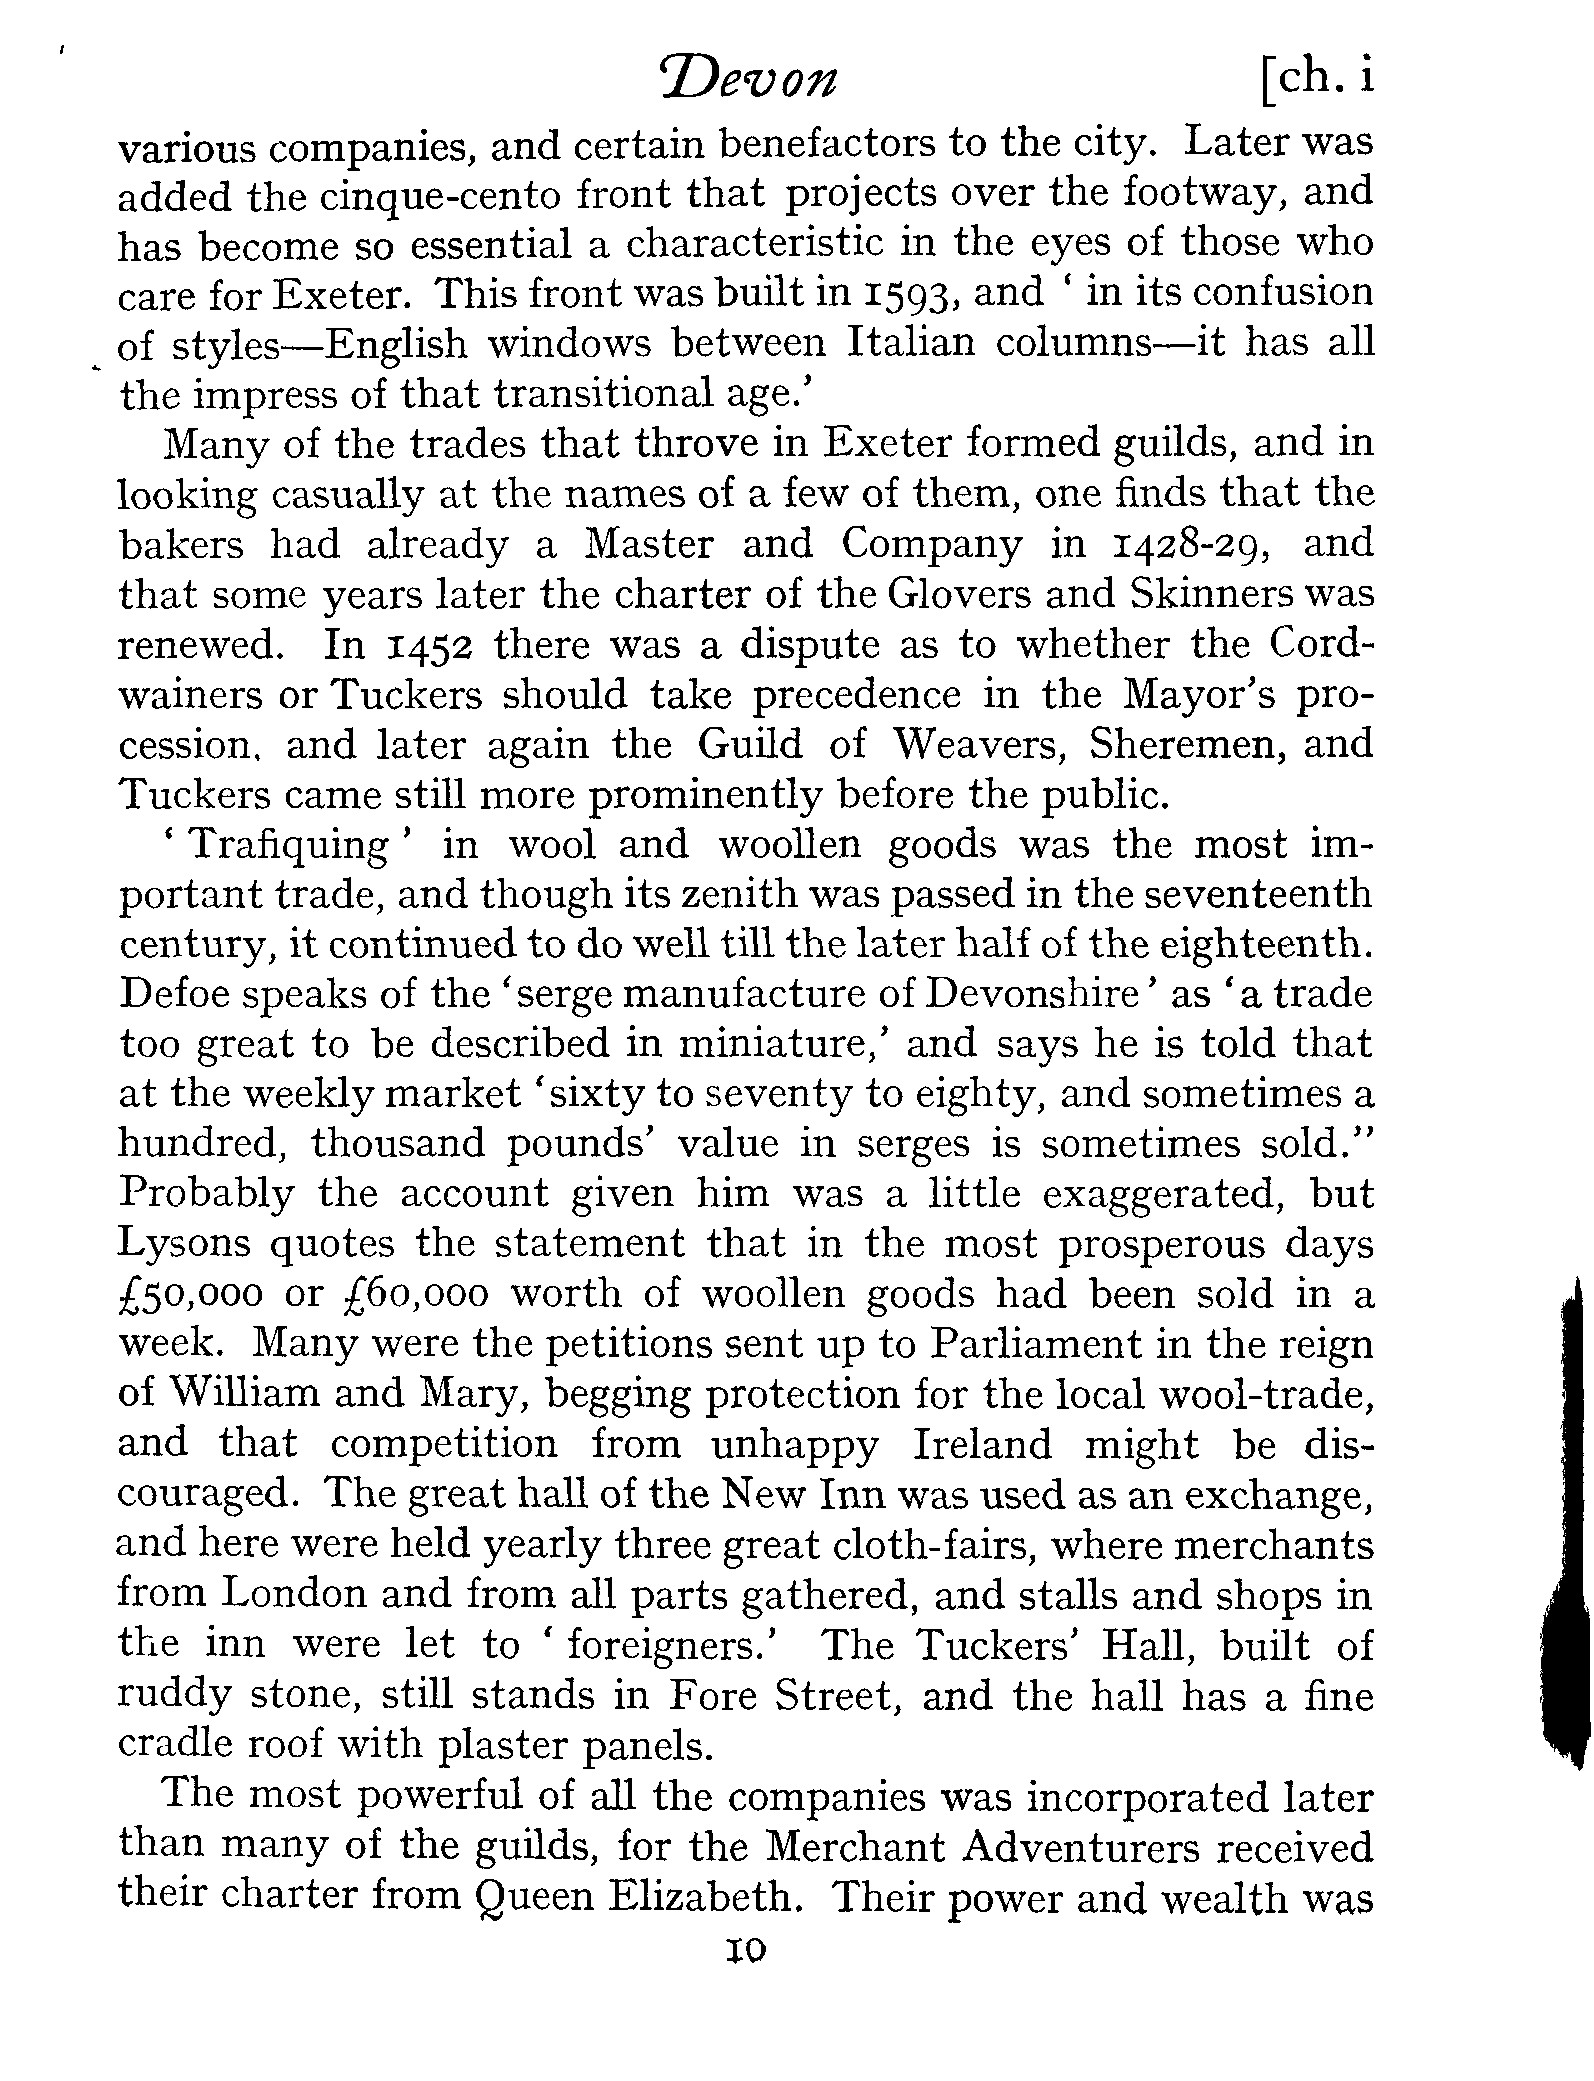 Devon [ch. i
various companies, and certain benefactors to the city. Later was
added the cinque-cento front that projects over the footway, and
has become so essential a characteristic in the eyes of those who
care for Exeter. This front was built in 1593, and ‘ in its confusion
of styles—English windows between Italian columns—it has all
the impress of that transitional age.’
Many of the trades that throve in Exeter formed guilds, and in
looking casually at the names of a few of them, one finds that the
bakers had already a Master and Company in 1428-29, and
that some years later the charter of the Glovers and Skinners was
renewed. In 1452 there was a dispute as to whether the Cord-
wainers or Tuckers should take precedence in the Mayor’s pro-
cession, and later again the Guild of Weavers, Sheremen, and
Tuckers came still more prominently before the public.
‘ Trafiquing ’ in wool and woollen goods was the most im-
portant trade, and though its zenith was passed in the seventeenth
century, it continued to do well till the later half of the eighteenth.
Defoe speaks of the ‘serge manufacture of Devonshire’ as ‘a trade
too great to be described in miniature,’ and says he is told that
at the weekly market ‘sixty to seventy to eighty, and sometimes a
hundred, thousand pounds’ value in serges is sometimes sold.”
Probably the account given him was a little exaggerated, but
Lysons quotes the statement that in the most prosperous days
£50,000 or £60,000 worth of woollen goods had been sold in a
week. Many were the petitions sent up to Parliament in the reign
of William and Mary, begging protection for the local wool-trade,
and that competition from unhappy Ireland might be dis-
couraged. The great hall of the New Inn was used as an exchange,
and here were held yearly three great cloth-fairs, where merchants
from London and from all parts gathered, and stalls and shops in
the inn were let to ‘ foreigners.’ The Tuckers’ Hall, built of
ruddy stone, still stands in Fore Street, and the hall has a fine
cradle roof with plaster panels.
The most powerful of all the companies was incorporated later
than many of the guilds, for the Merchant Adventurers received
their charter from Queen Elizabeth. Their power and wealth was
10